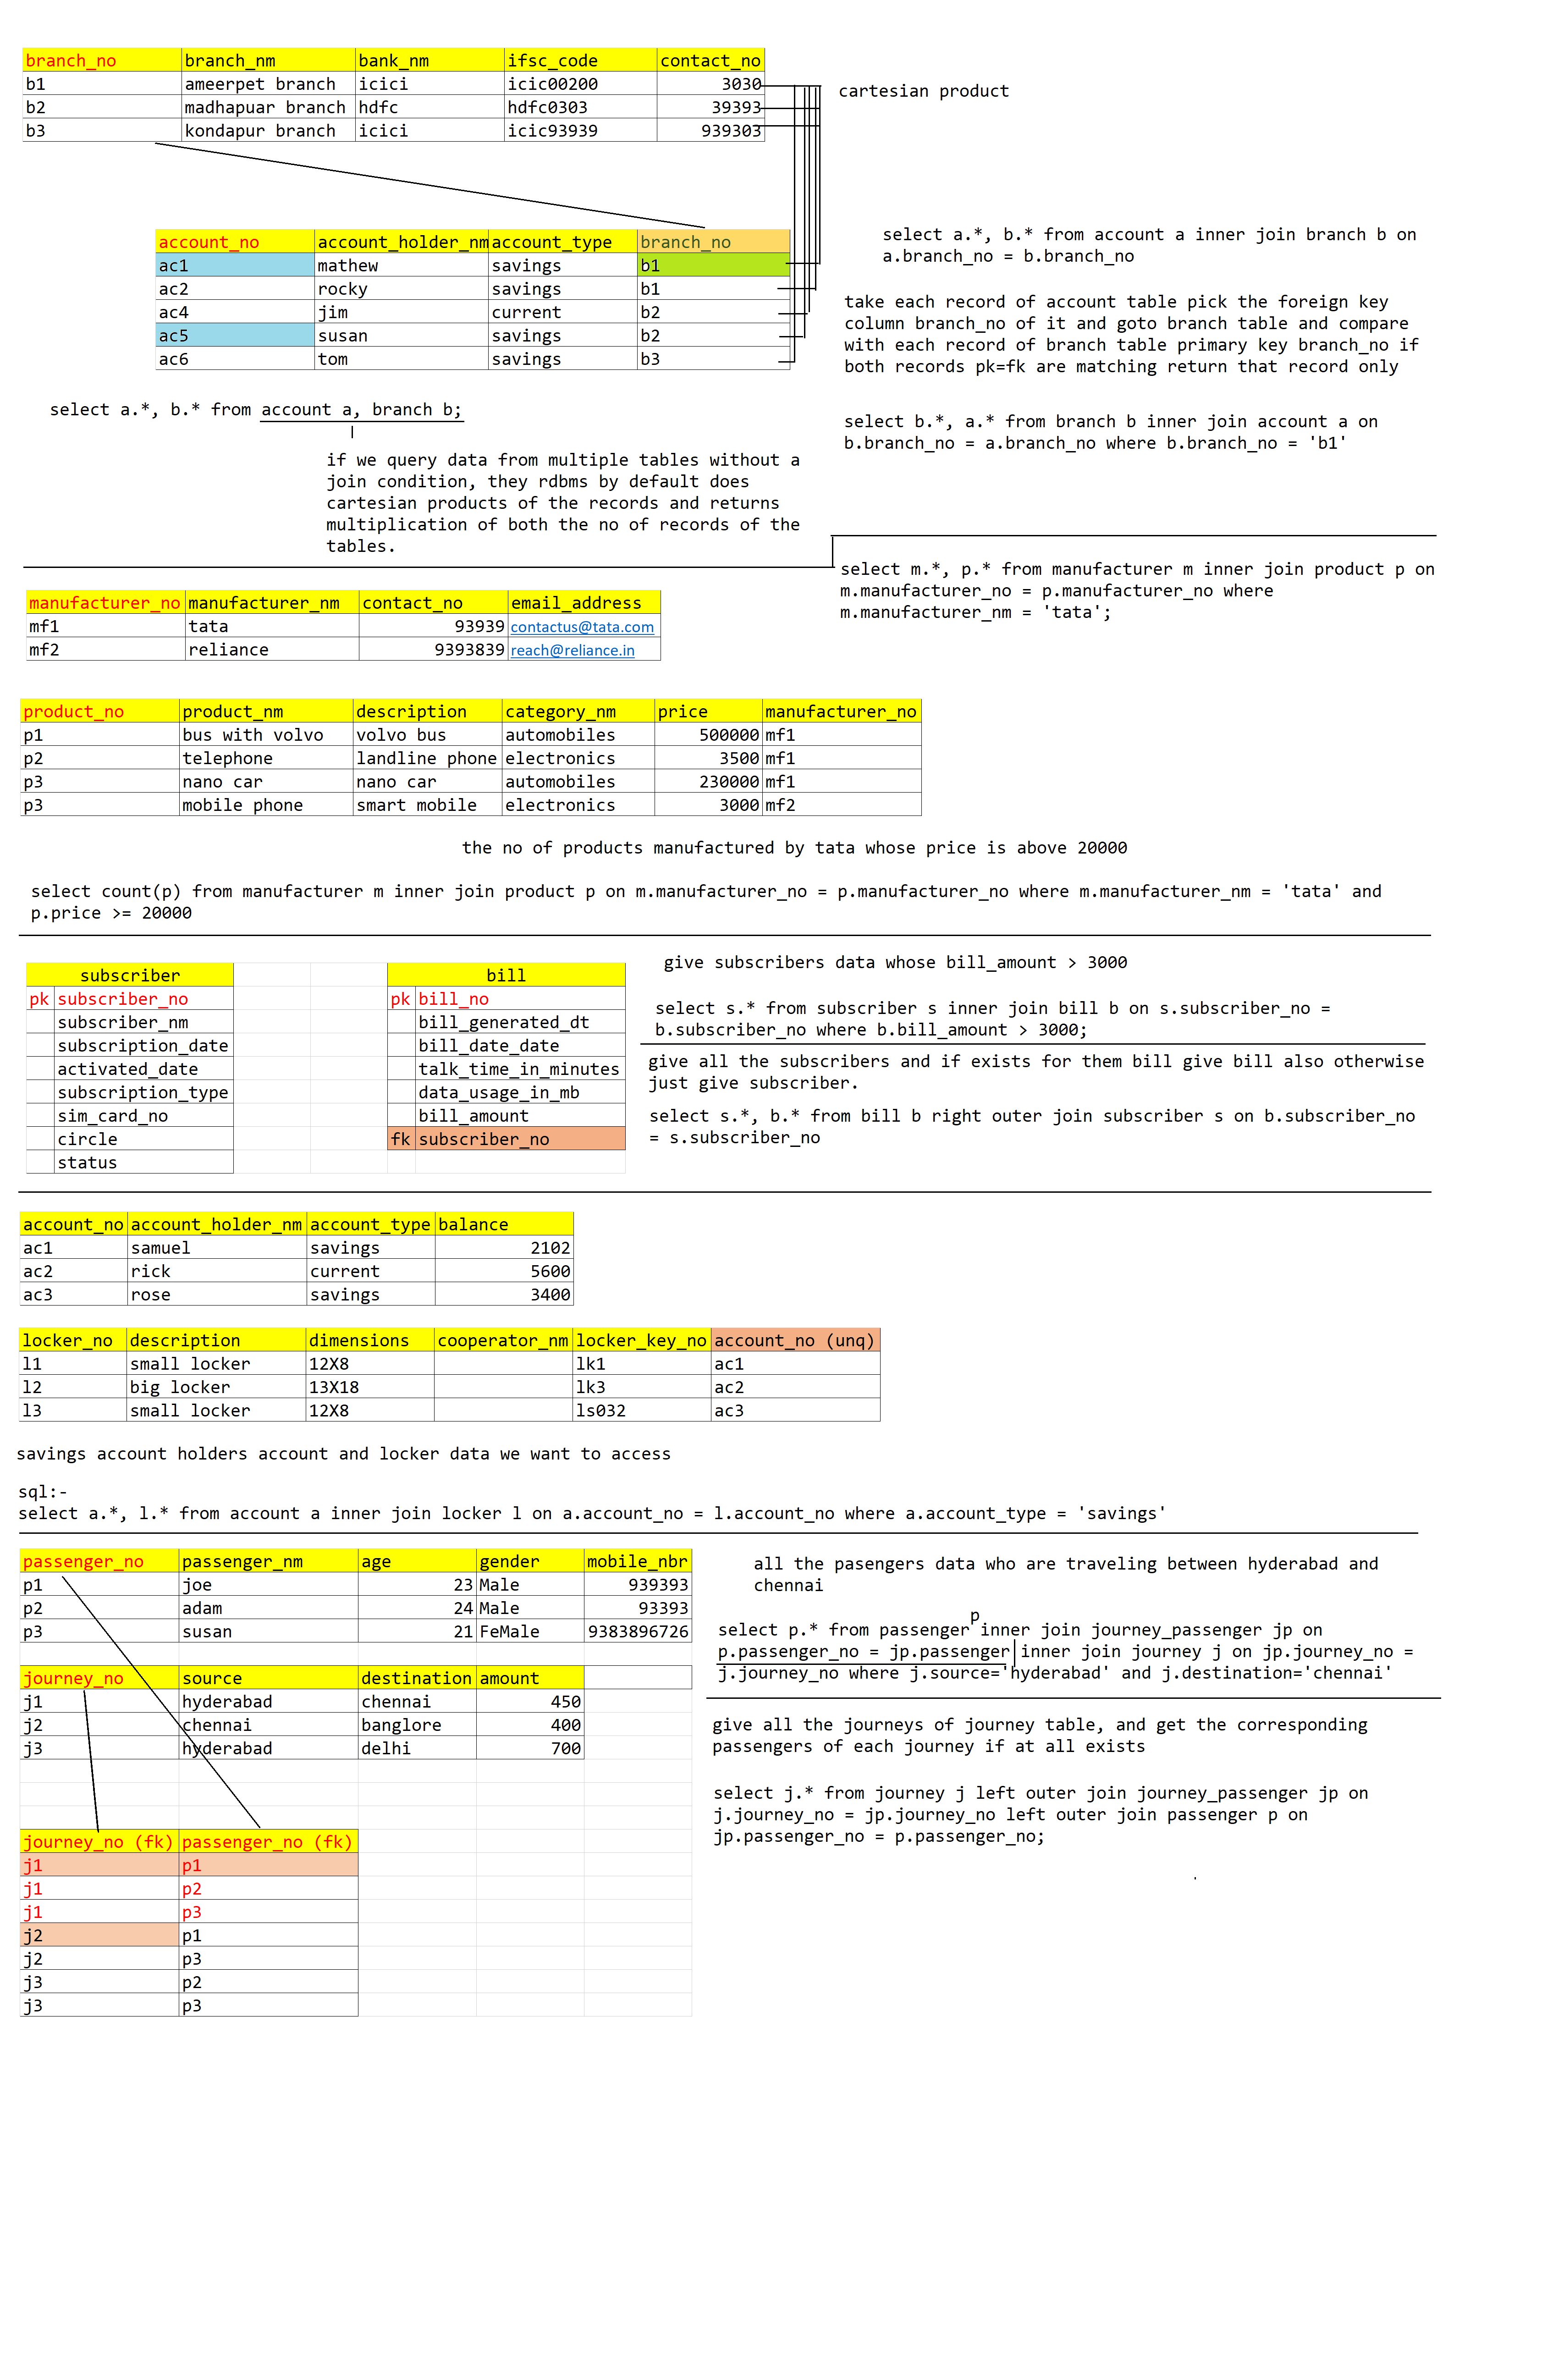 branch_no branch_nm bank_nm ifsc_code contact_no
b1 ameerpet branch icici icic00200 3030
b2 madhapuar branch hdfc hdfc0303 39393
b3 kondapur branch icici icic93939 939303
cartesian product
account_no account_holder_nm account_type branch_no
ac1 mathew savings b1
ac2 rocky savings b1
ac4 jim current b2
ac5 susan savings b2
ac6 tom savings b3
select a.*, b.* from account a inner join branch b on
a.branch_no = b.branch_no
take each record of account table pick the foreign key
column branch_no of it and goto branch table and compare
with each record of branch table primary key branch_no if
both records pk=fk are matching return that record only
select a.*, b.* from account a, branch b;
if we query data from multiple tables without a
join condition, they rdbms by default does
cartesian products of the records and returns
multiplication of both the no of records of the
tables.
select b.*, a.* from branch b inner join account a on
b.branch_no = a.branch_no where b.branch_no = 'b1'
select m.*, p.* from manufacturer m inner join product p on
m.manufacturer_no = p.manufacturer_no where
m.manufacturer_nm = 'tata';
manufacturer_no manufacturer_nm contact_no email_address
mf1 tata 93939 contactus@tata.com
mf2 reliance 9393839 reach@reliance.in
product_no product_nm description category_nm price manufacturer_no
p1 bus with volvo volvo bus automobiles 500000 mf1
p2 telephone landline phone electronics 3500 mf1
p3 nano car nano car automobiles 230000 mf1
p3 mobile phone smart mobile electronics 3000 mf2
the no of products manufactured by tata whose price is above 20000
select count(p) from manufacturer m inner join product p on m.manufacturer_no = p.manufacturer_no where m.manufacturer_nm = 'tata' and
p.price >= 20000
subscriber
pk subscriber_no
subscriber_nm
subscription_date
activated_date
subscription_type
sim_card_no
circle
status
bill
pk bill_no
bill_generated_dt
bill_date_date
talk_time_in_minutes
data_usage_in_mb
bill_amount
fk subscriber_no
give subscribers data whose bill_amount > 3000
select s.* from subscriber s inner join bill b on s.subscriber_no =
b.subscriber_no where b.bill_amount > 3000;
give all the subscribers and if exists for them bill give bill also otherwise
just give subscriber.
select s.*, b.* from bill b right outer join subscriber s on b.subscriber_no
= s.subscriber_no
account_no account_holder_nm account_type balance
ac1 samuel savings 2102
ac2 rick current 5600
ac3 rose savings 3400
locker_no description dimensions cooperator_nm locker_key_no account_no (unq)
l1 small locker 12X8 lk1 ac1
l2 big locker 13X18 lk3 ac2
l3 small locker 12X8 ls032 ac3
savings account holders account and locker data we want to access
sql:-
select a.*, l.* from account a inner join locker l on a.account_no = l.account_no where a.account_type = 'savings'
passenger_no passenger_nm age gender mobile_nbr
p1 joe 23 Male 939393
p2 adam 24 Male 93393
p3 susan 21 FeMale 9383896726
journey_no source destination amount
j1 hyderabad chennai 450
j2 chennai banglore 400
j3 hyderabad delhi 700
journey_no (fk) passenger_no (fk)
j1 p1
j1 p2
j1 p3
j2 p1
j2 p3
j3 p2
j3 p3
all the pasengers data who are traveling between hyderabad and
chennai
select p.* from passenger p inner join journey_passenger jp on
p.passenger_no = jp.passenger inner join journey j on jp.journey_no =
j.journey_no where j.source='hyderabad' and j.destination='chennai'
give all the journeys of journey table, and get the corresponding
passengers of each journey if at all exists
select j.* from journey j left outer join journey_passenger jp on
j.journey_no = jp.journey_no left outer join passenger p on
jp.passenger_no = p.passenger_no;